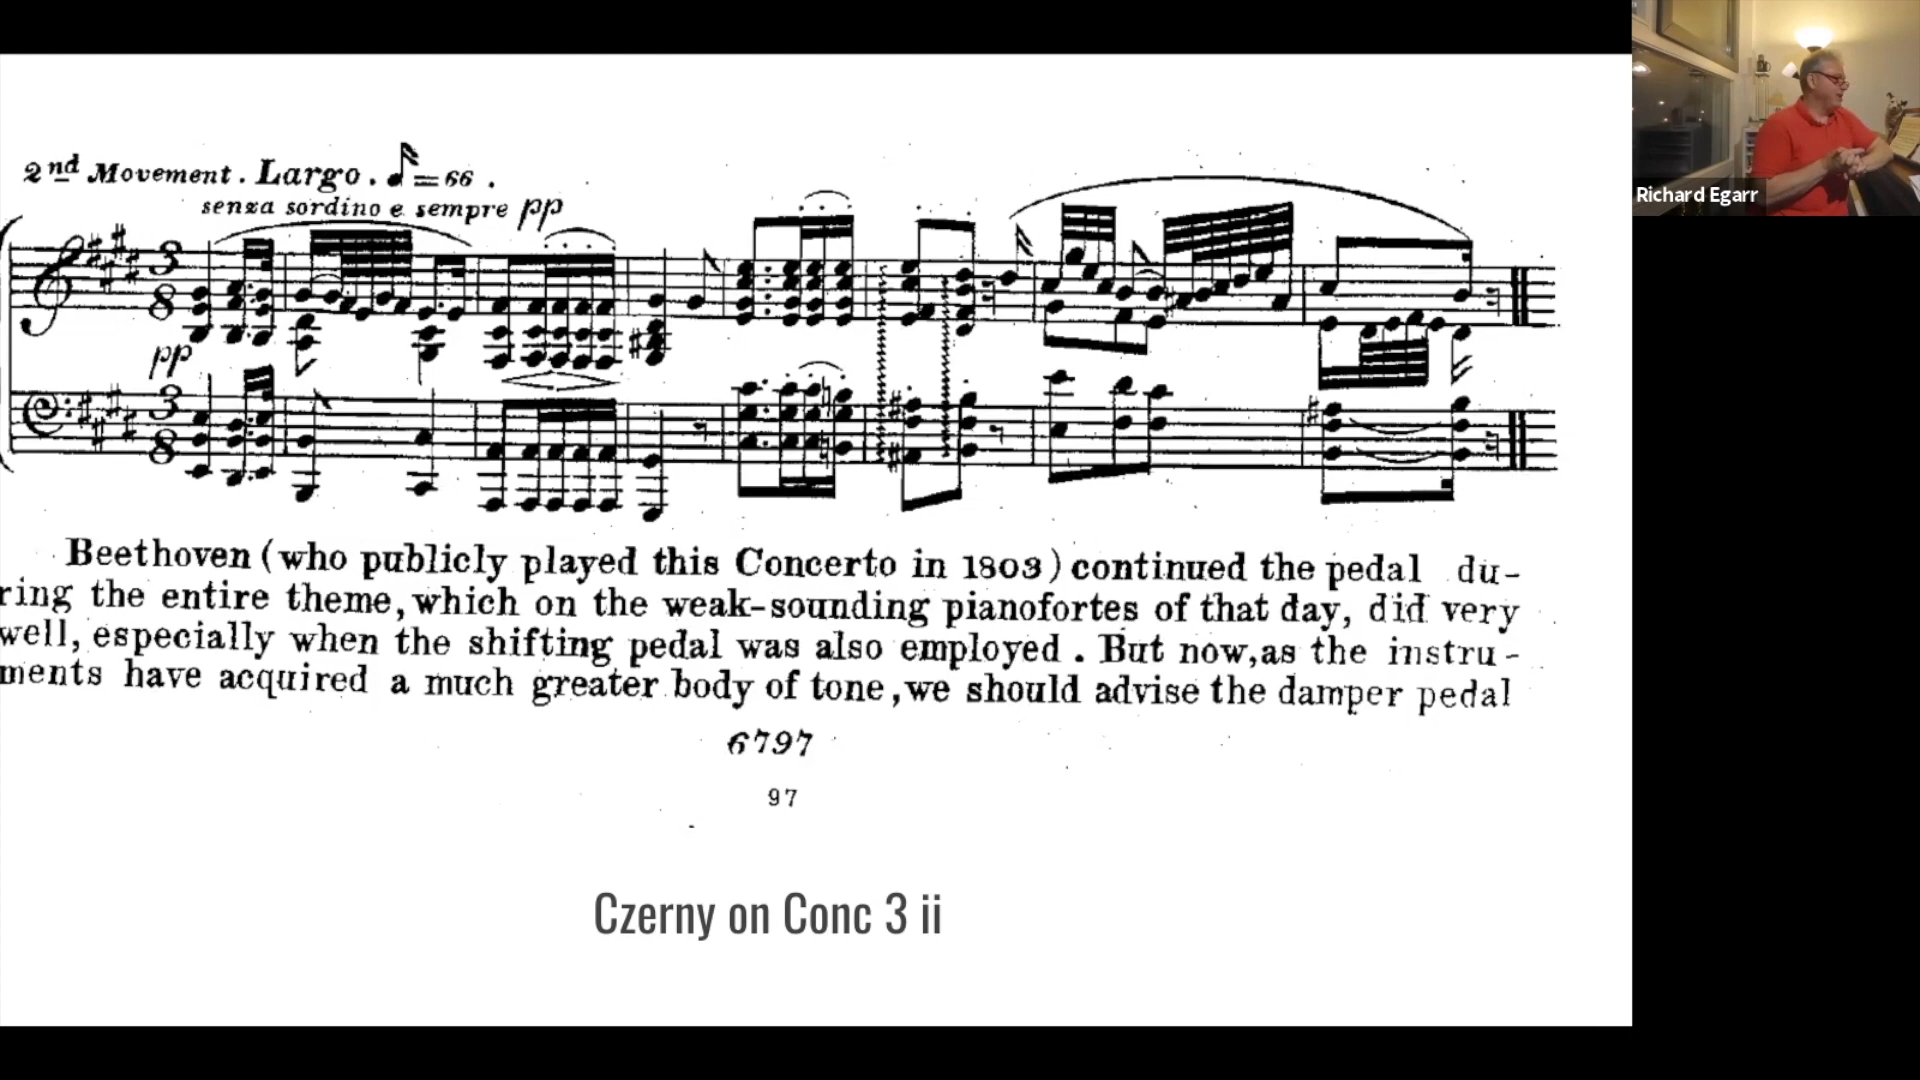 2nd Movement. Largo. = 66.
senza sordino e sempre pp
pp
Beethoven (who publicly played this Concerto in 1803) continued the pedal du-
ring the entire theme, which on the weak-sounding pianofortes of that day, did very
well, especially when the shifting pedal was also employed. But now, as the instru-
ments have acquired a much greater body of tone, we should advise the damper pedal
6797
97
Czerny on Conc 3 ii
Richard Egarr